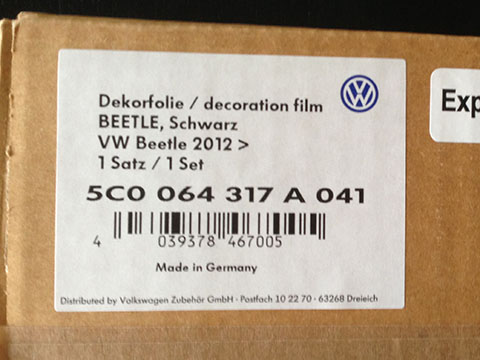 Dekorfolie / decoration film
BEETLE, Schwarz
VW Beetle 2012 >
1 Satz / 1 Set
5C0 064 317 A 041
4 039378 467005
Made in Germany
Distributed by Volkswagen Zubehör GmbH · Postfach 10 22 70 · 63268 Dreieich
Exp